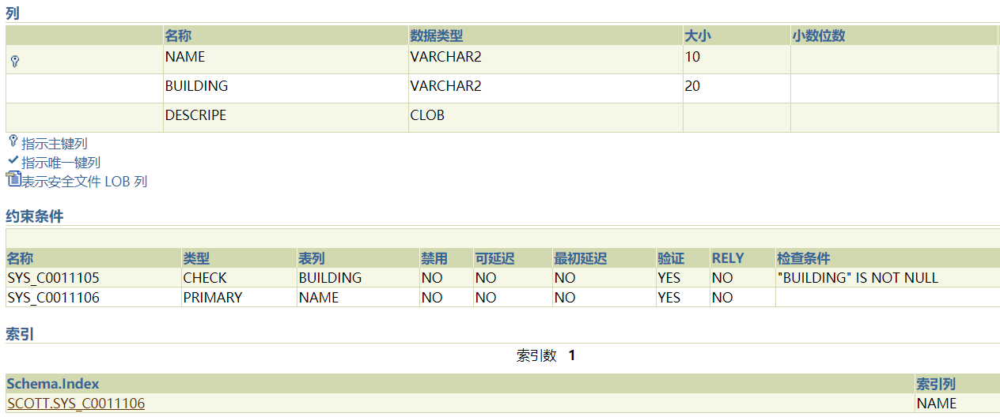 列
名称 数据类型 大小 小数位数
NAME VARCHAR2 10
BUILDING VARCHAR2 20
DESCRIPE CLOB
指示主键列
指示唯一键列
表示安全文件 LOB 列
约束条件
名称 类型 表列 禁用 可延迟 最初延迟 验证 RELY 检查条件
SYS_C0011105 CHECK BUILDING NO NO NO YES NO "BUILDING" IS NOT NULL
SYS_C0011106 PRIMARY NAME NO NO NO YES NO
索引
索引数 1
Schema.Index 索引列
SCOTT.SYS_C0011106 NAME